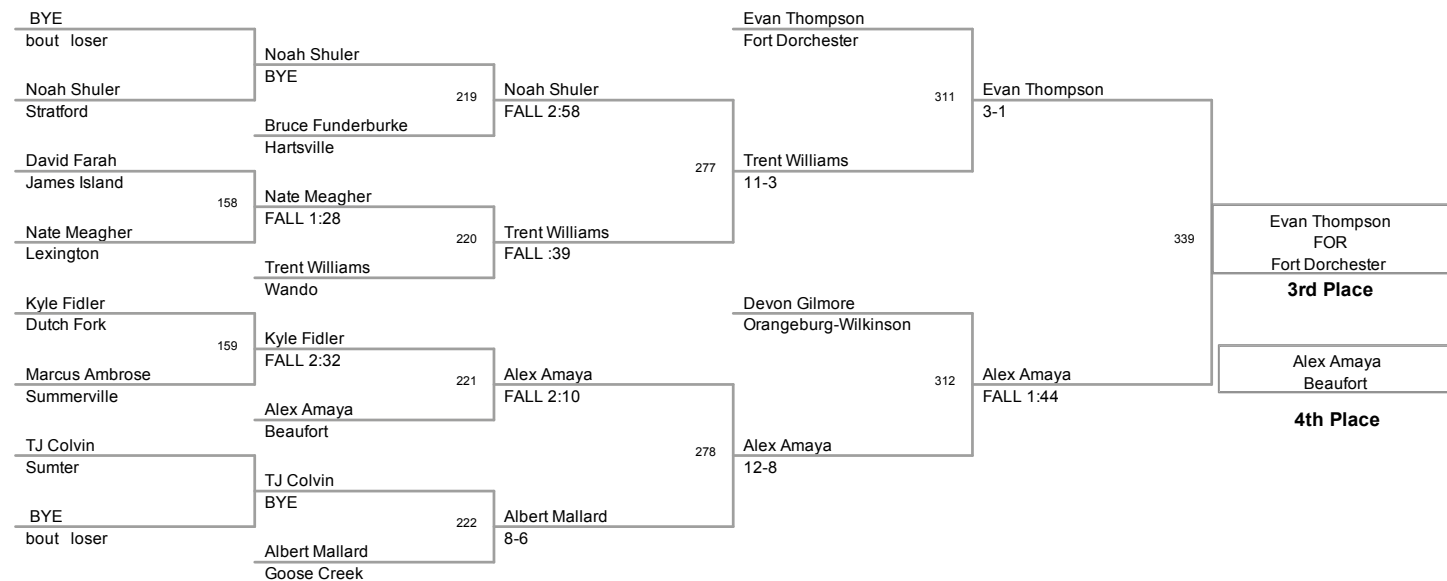 BYE
bout loser
Noah Shuler
Stratford
David Farah
James Island
158
Nate Meagher
Lexington
Kyle Fidler
Dutch Fork
159
Marcus Ambrose
Summerville
TJ Colvin
Sumter
BYE
bout loser
Noah Shuler
BYE
219
Bruce Funderburke
Hartsville
Nate Meagher
FALL 1:28
220
Trent Williams
Wando
Kyle Fidler
FALL 2:32
221
Alex Amaya
Beaufort
TJ Colvin
BYE
222
Albert Mallard
Goose Creek
Noah Shuler
FALL 2:58
277
Trent Williams
FALL :39
Alex Amaya
FALL 2:10
278
Albert Mallard
8-6
Evan Thompson
Fort Dorchester
311
Trent Williams
11-3
Devon Gilmore
Orangeburg-Wilkinson
312
Alex Amaya
12-8
Evan Thompson
3-1
339
Alex Amaya
FALL 1:44
Evan Thompson
FOR
Fort Dorchester
3rd Place
Alex Amaya
Beaufort
4th Place